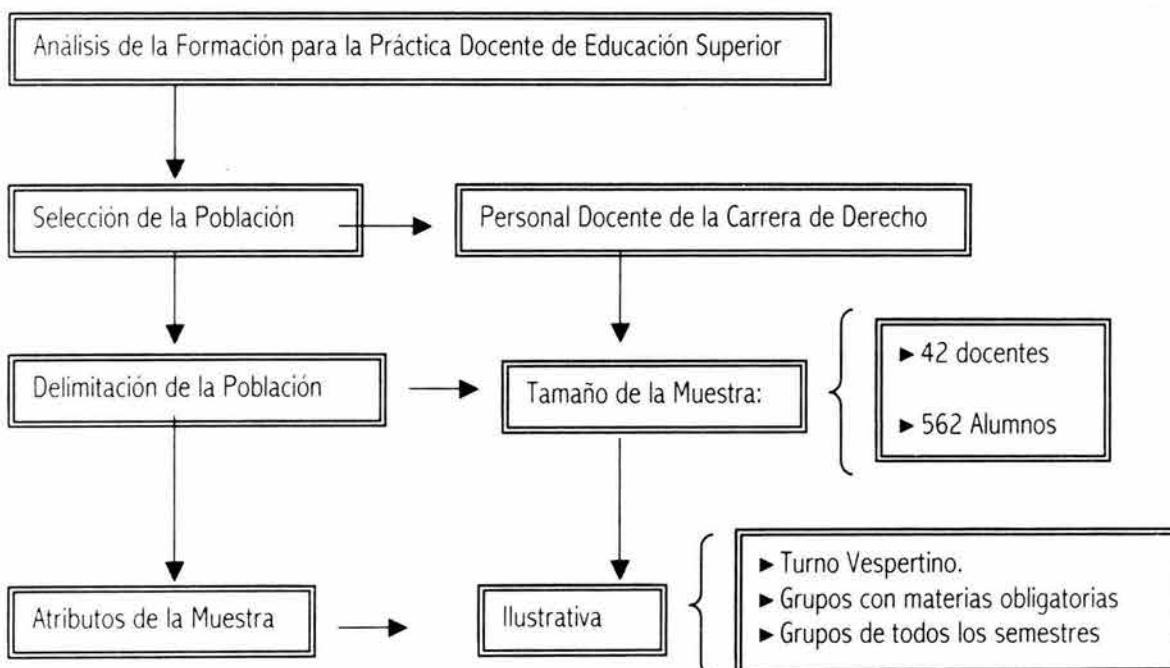 Análisis de la Formación para la Práctica Docente de Educación Superior
Selección de la Población
Personal Docente de la Carrera de Derecho
Delimitación de la Población
Tamaño de la Muestra:
► 42 docentes
► 562 Alumnos
Atributos de la Muestra
Ilustrativa
► Turno Vespertino.
► Grupos con materias obligatorias
► Grupos de todos los semestres